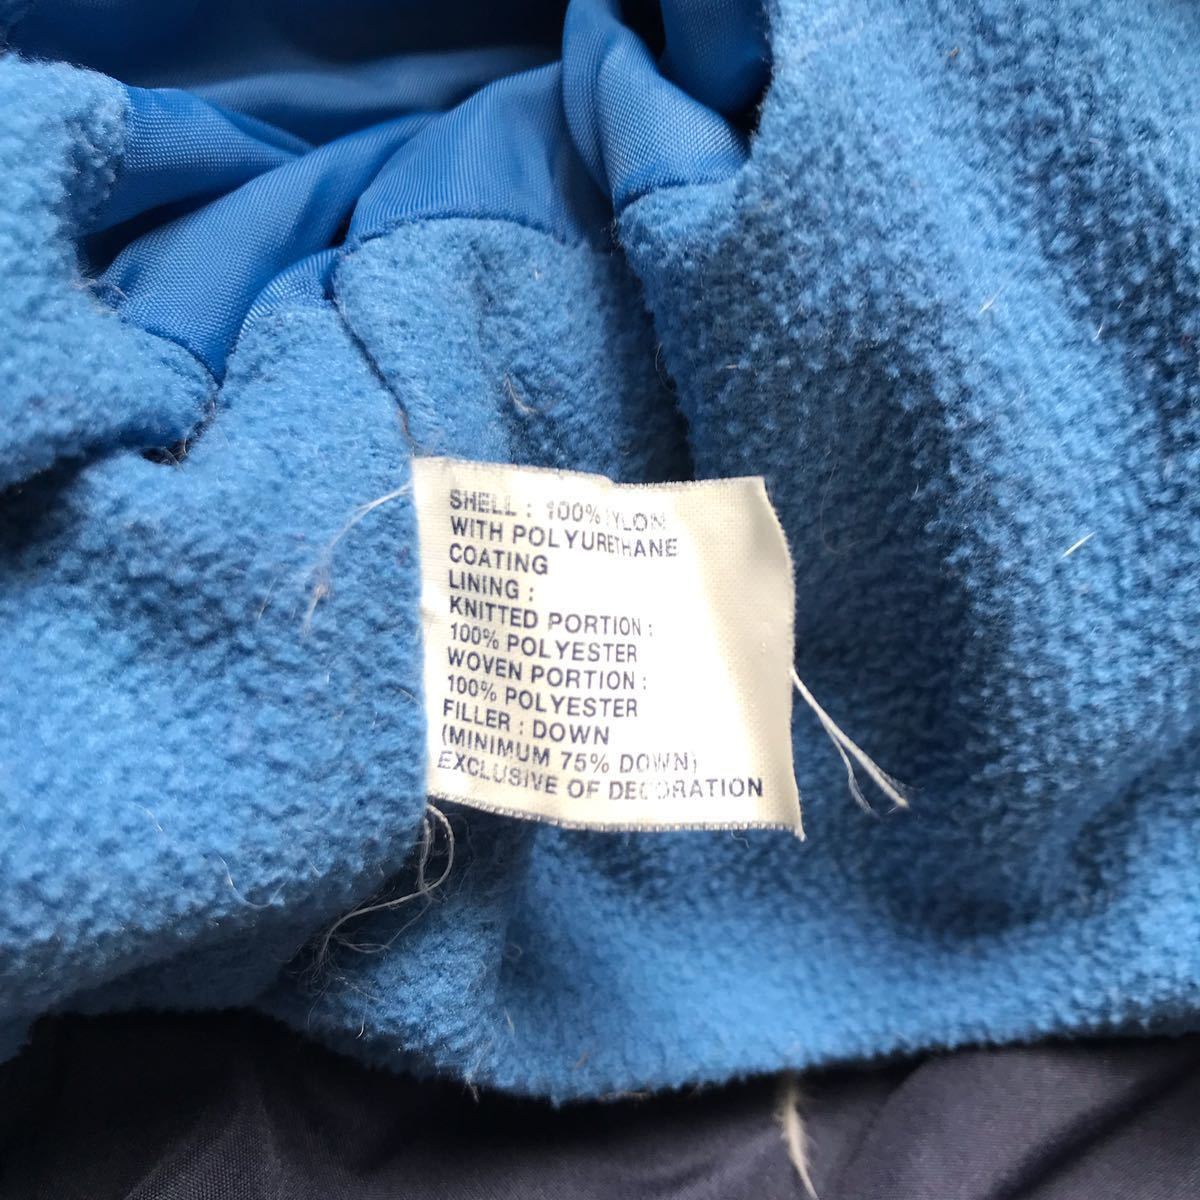 SHELL : 100% NYLON
WITH POLYURETHANE
COATING
LINING :
KNITTED PORTION :
100% POLYESTER
WOVEN PORTION :
100% POLYESTER
FILLER : DOWN
(MINIMUM 75% DOWN)
EXCLUSIVE OF DECORATION